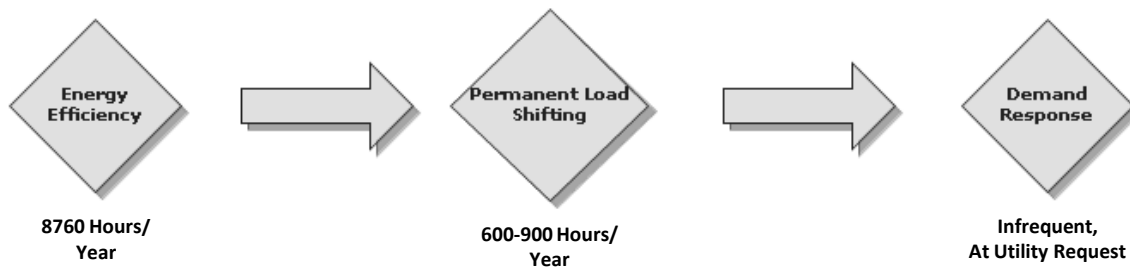 Energy
Efficiency
Permanent Load
Shifting
Demand
Response
8760 Hours/
Year
600-900 Hours/
Year
Infrequent,
At Utility Request